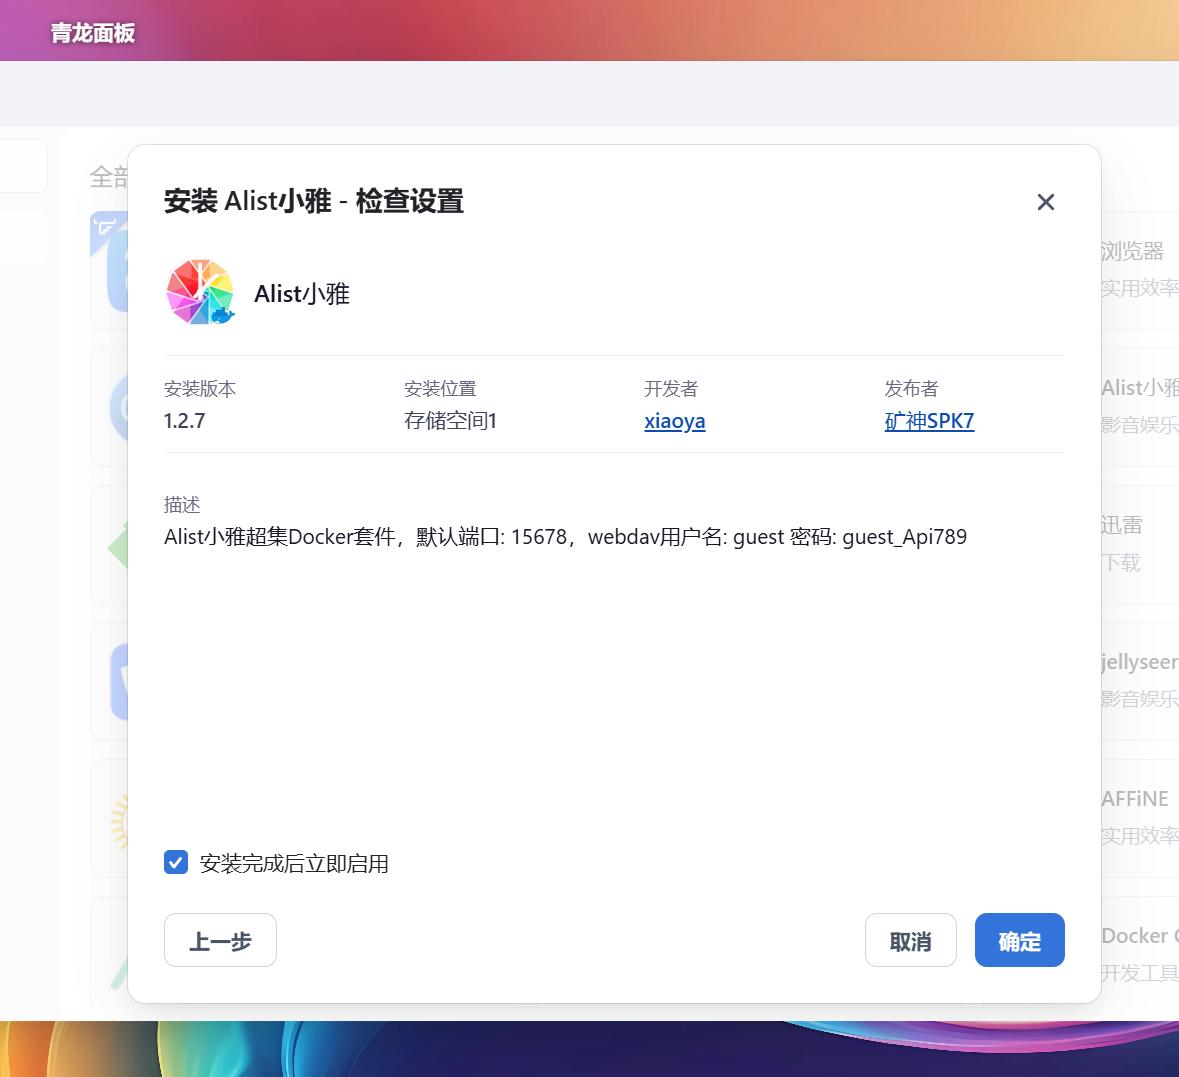 青龙面板
全部
安装 Alist小雅 - 检查设置
Alist小雅
安装版本
安装位置
开发者
发布者
1.2.7
存储空间1
xiaoya
矿神SPK7
描述
Alist小雅超集Docker套件，默认端口: 15678，webdav用户名: guest 密码: guest_Api789
安装完成后立即启用
上一步
取消
确定
浏览器
实用效率
Alist小雅
影音娱乐
迅雷
下载
jellyseer
影音娱乐
AFFiNE
实用效率
Docker
开发工具